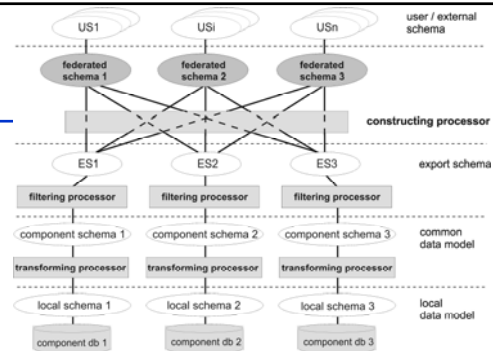 US1 USi USn user / external
schema
federated schema 1 federated schema 2 federated schema 3
constructing processor
ES1 ES2 ES3 export schema
filtering processor filtering processor filtering processor
component schema 1 component schema 2 component schema 3 common
data model
transforming processor transforming processor transforming processor
local schema 1 local schema 2 local schema 3 local
data model
component db 1 component db 2 component db 3